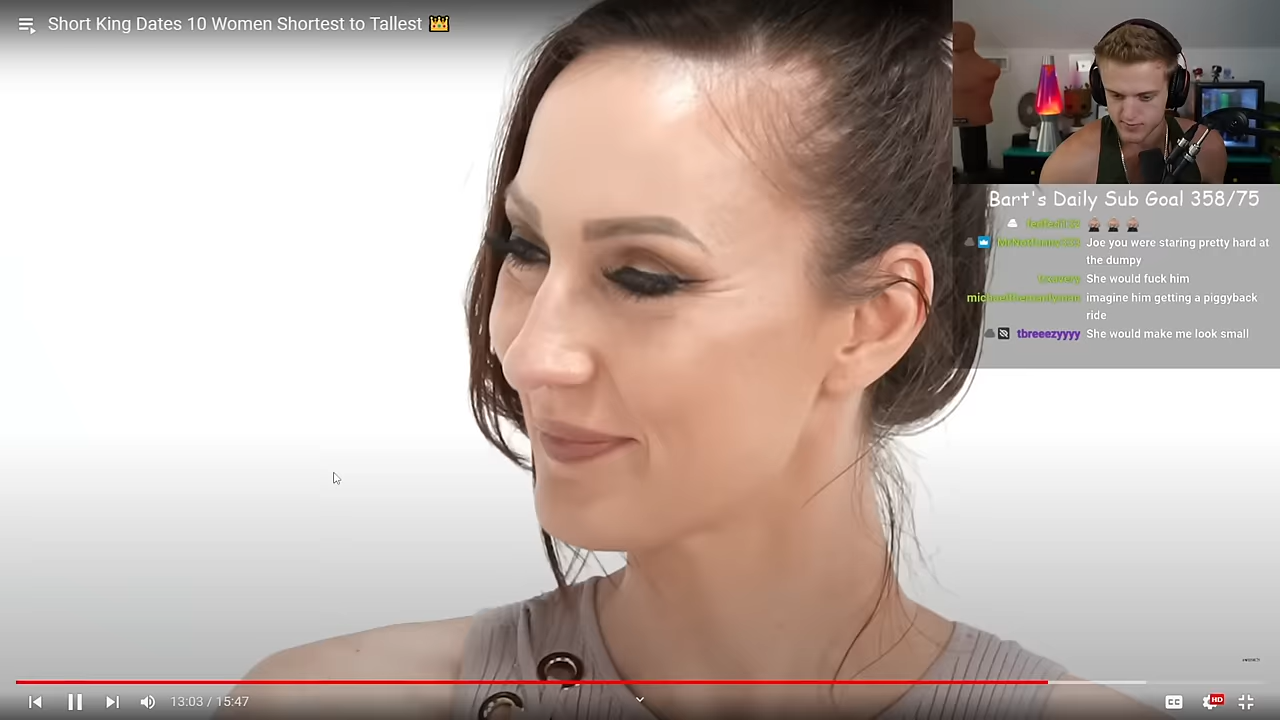 Short King Dates 10 Women Shortest to Tallest 👑
Bart's Daily Sub Goal 358/75
Joe you were staring pretty hard at
the dumpy
She would fuck him
imagine him getting a piggyback
ride
tbreeezyyyy She would make me look small
13:03 / 15:47
CC
HD